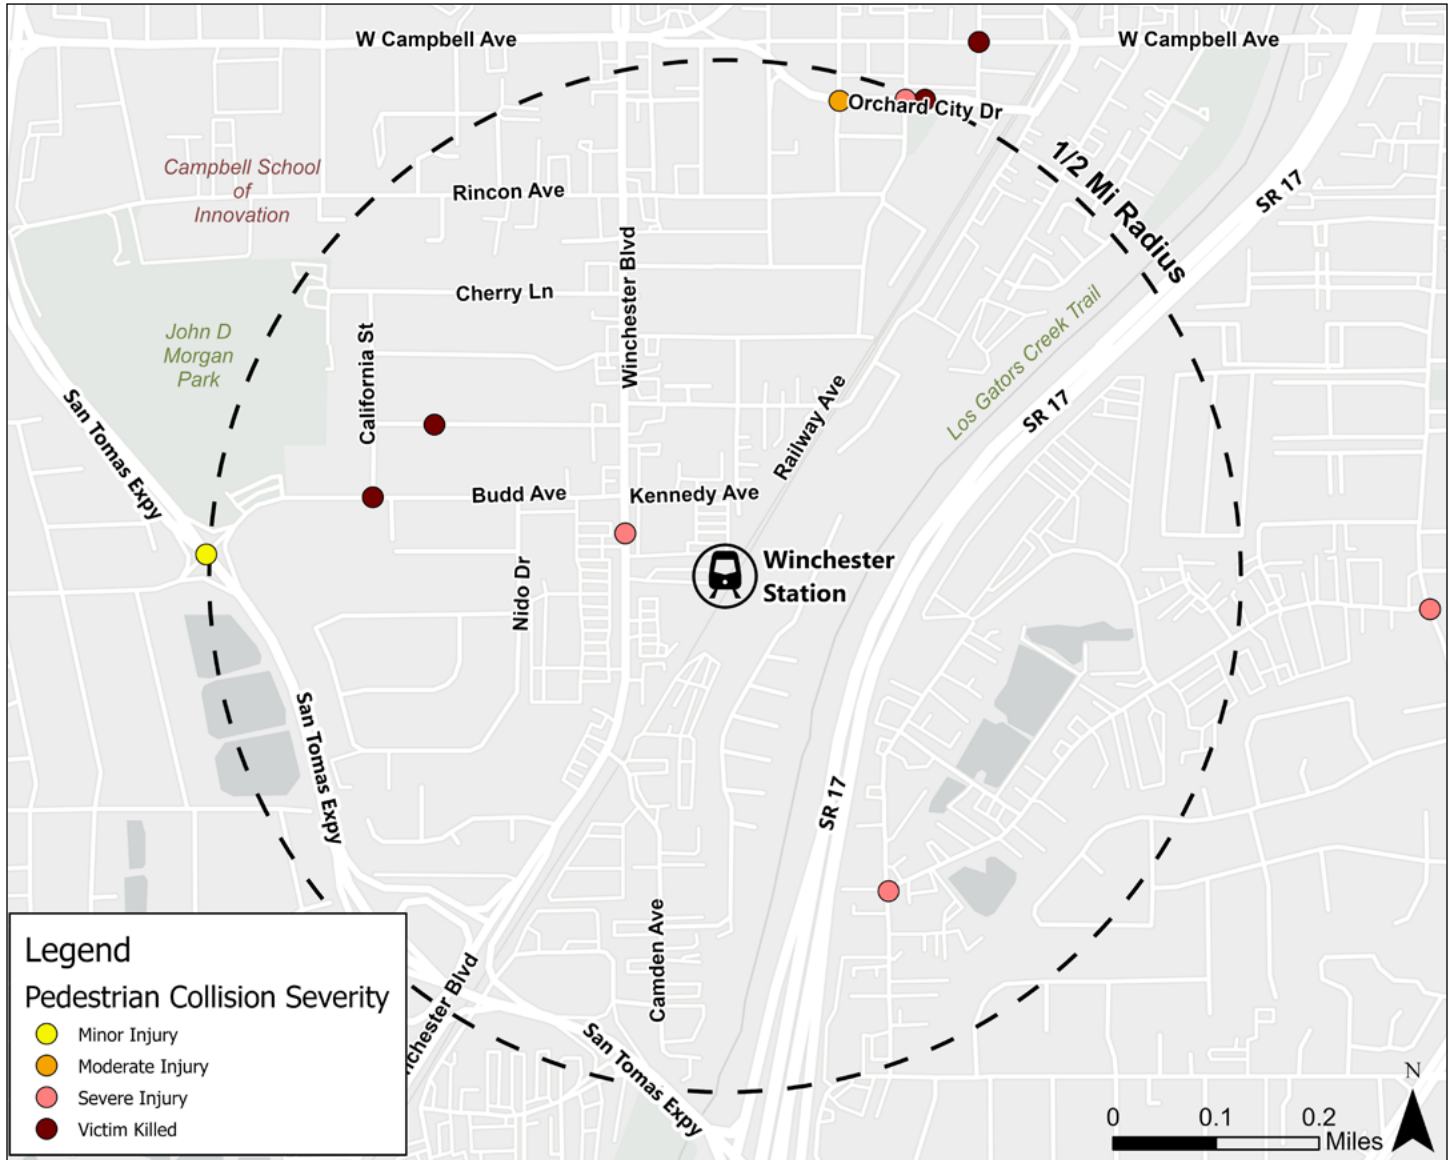 W Campbell Ave
W Campbell Ave
Orchard City Dr
1/2 Mi Radius
SR 17
Campbell School
of
Innovation
Rincon Ave
Winchester Blvd
Cherry Ln
John D
Morgan
Park
California St
Los Gators Creek Trail
SR 17
Railway Ave
San Tomas Expy
Budd Ave
Kennedy Ave
Nido Dr
Winchester
Station
San Tomas Expy
SR 17
Camden Ave
nchester Blvd
San Tomas Expy
Legend
Pedestrian Collision Severity
Minor Injury
Moderate Injury
Severe Injury
Victim Killed
N
0 0.1 0.2
Miles